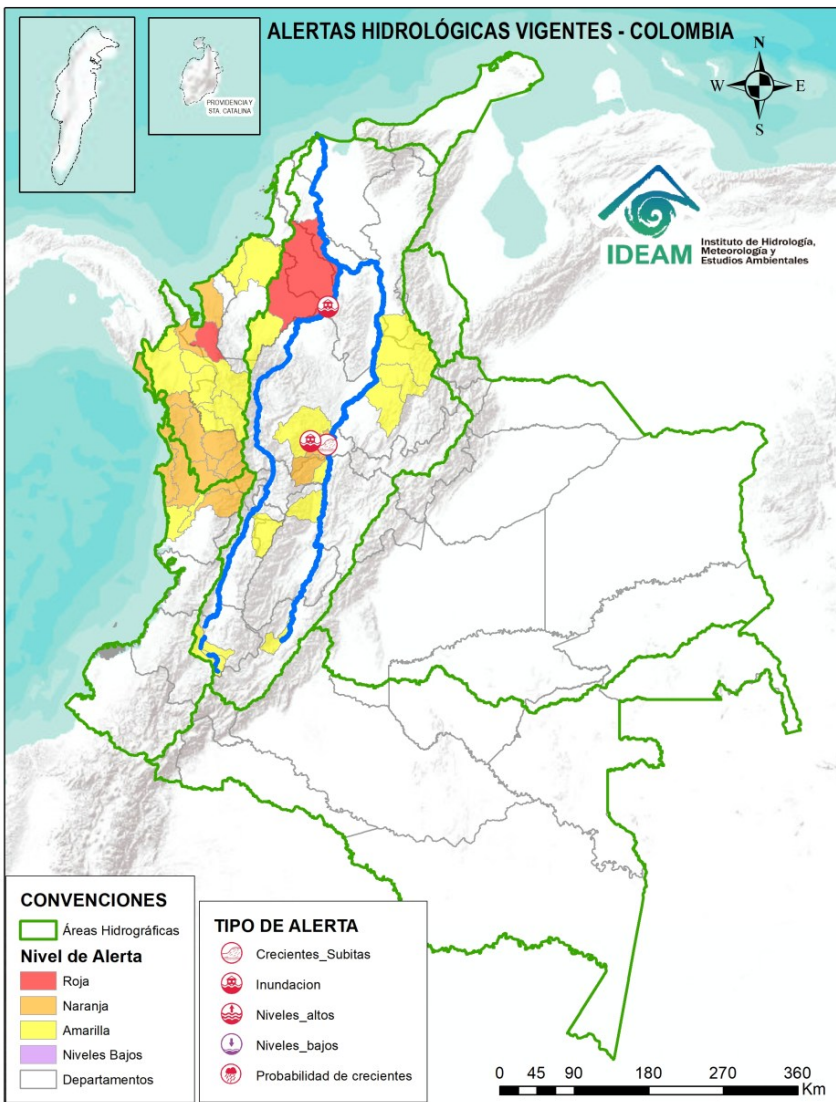 ALERTAS HIDROLÓGICAS VIGENTES - COLOMBIA
PROVIDENCIA Y
STA. CATALINA
N
W E
S
IDEAM
Instituto de Hidrología,
Meteorología y
Estudios Ambientales
CONVENCIONES
Áreas Hidrográficas
Nivel de Alerta
Roja
Naranja
Amarilla
Niveles Bajos
Departamentos
TIPO DE ALERTA
Crecientes_Subitas
Inundacion
Niveles_altos
Niveles_bajos
Probabilidad de crecientes
0 45 90 180 270 360
Km